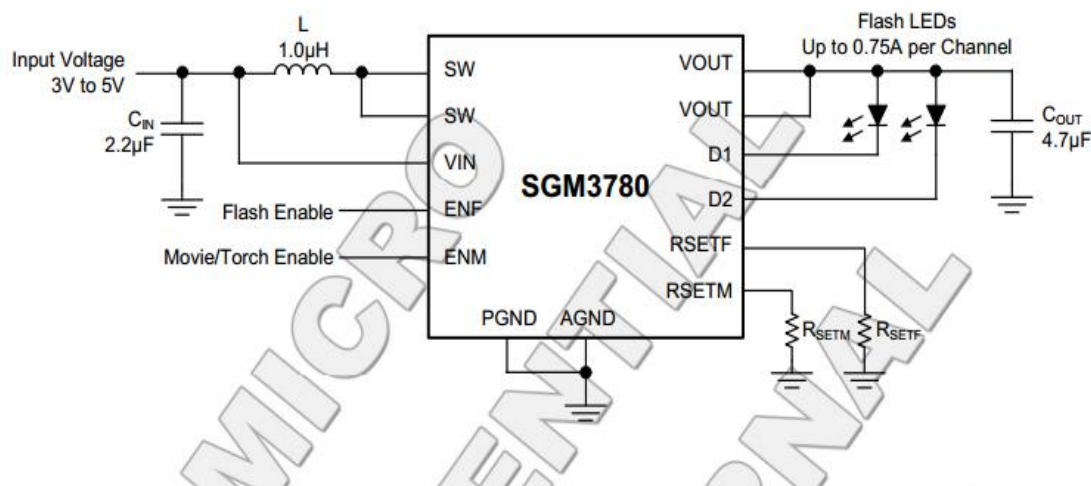 L
1.0μH
Input Voltage
3V to 5V
CIN
2.2μF
Flash Enable
Movie/Torch Enable
SW
SW
VIN
ENF
ENM
PGND
AGND
SGM3780
VOUT
VOUT
D1
D2
RSETF
RSETM
Flash LEDs
Up to 0.75A per Channel
COUT
4.7μF
RSETM
RSETF
MICRO
ENTIAL
RNAL